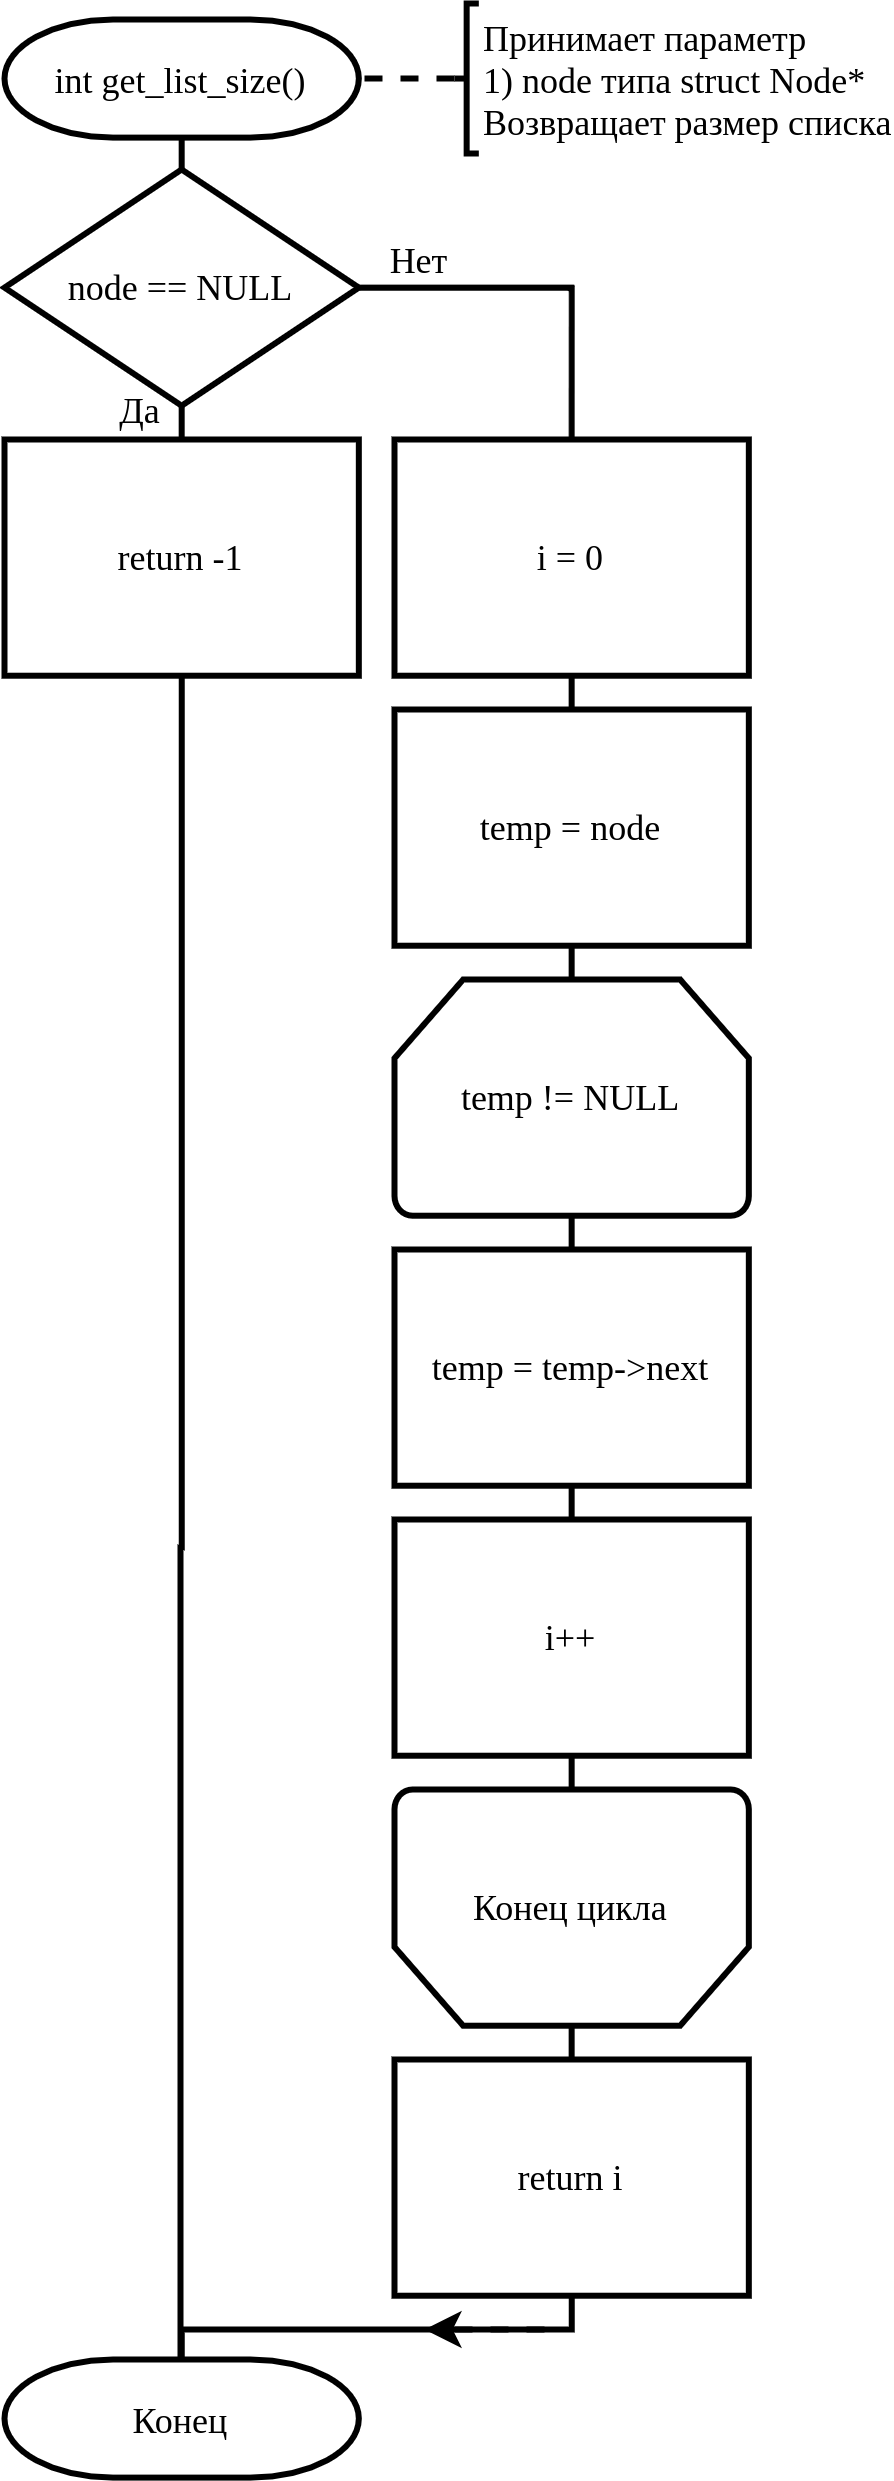 int get_list_size()
Принимает параметр
1) node типа struct Node*
Возвращает размер списка
node == NULL
Нет
Да
return -1
i = 0
temp = node
temp != NULL
temp = temp->next
i++
Конец цикла
return i
Конец